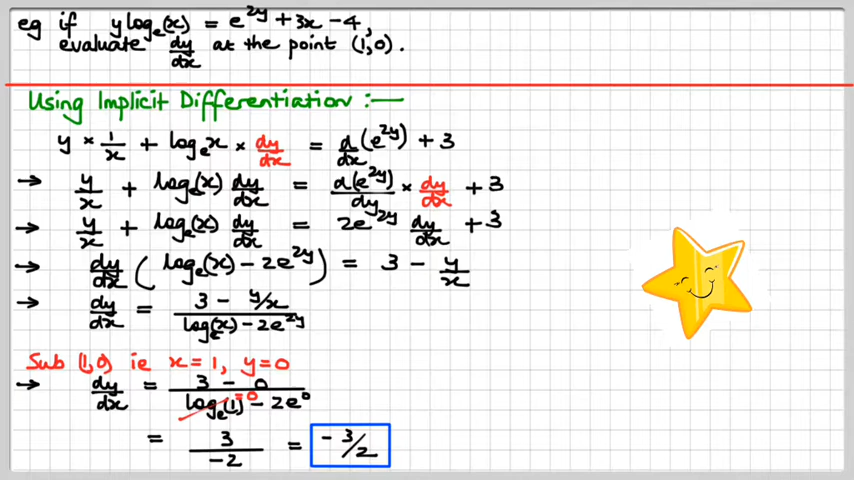 eg if y log_e(x) = e^{2y} + 3x - 4,
evaluate dy/dx at the point (1,0).
Using Implicit Differentiation :—
y × 1/x + log_e x × dy/dx = d/dx (e^{2y}) + 3
→ y/x + log_e(x) dy/dx = d(e^{2y})/dy × dy/dx + 3
→ y/x + log_e(x) dy/dx = 2e^{2y} dy/dx + 3
→ dy/dx ( log_e(x) - 2e^{2y} ) = 3 - y/x
→ dy/dx = (3 - y/x)/(log_e(x) - 2e^{2y})
Sub (1,0) ie x = 1, y = 0
→ dy/dx = (3 - 0)/(log_e(1) = 0 - 2e^0)
= 3/-2 = -3/2